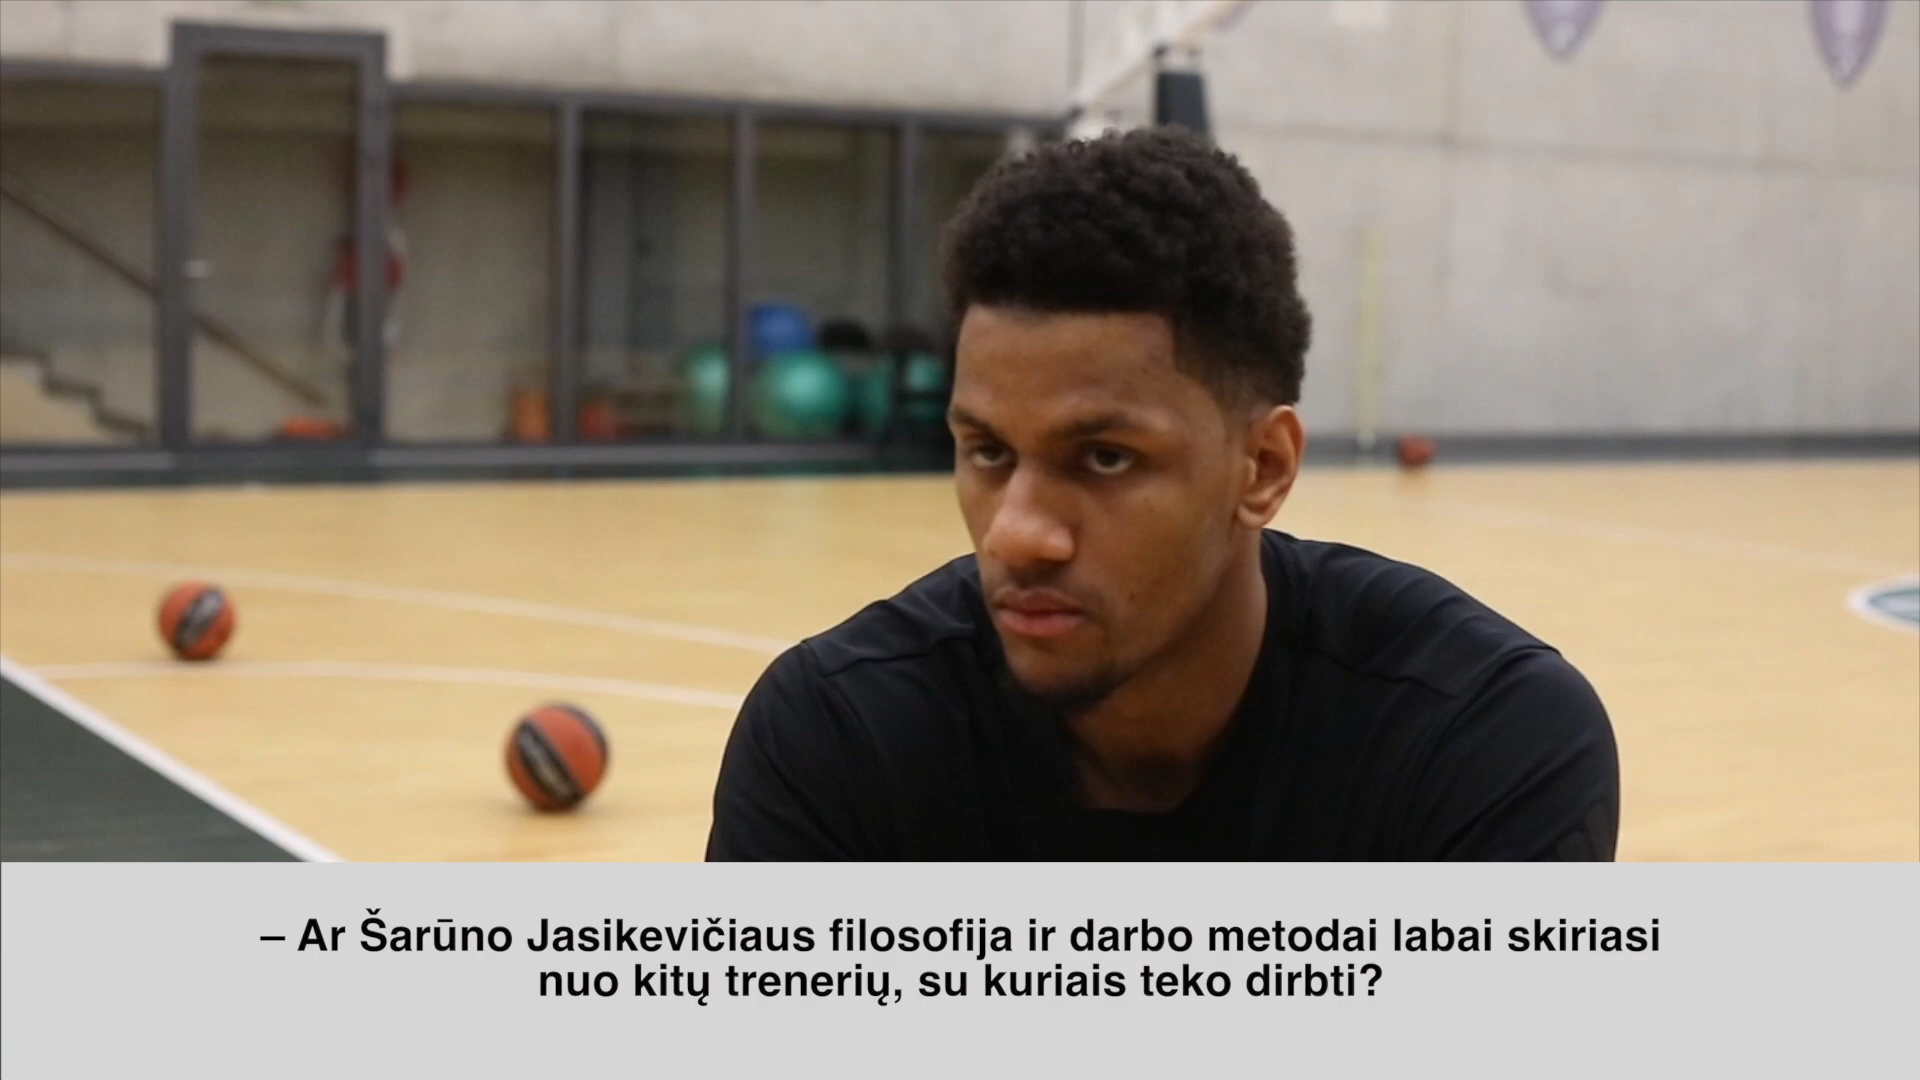 – Ar Šarūno Jasikevičiaus filosofija ir darbo metodai labai skiriasi
nuo kitų trenerių, su kuriais teko dirbti?